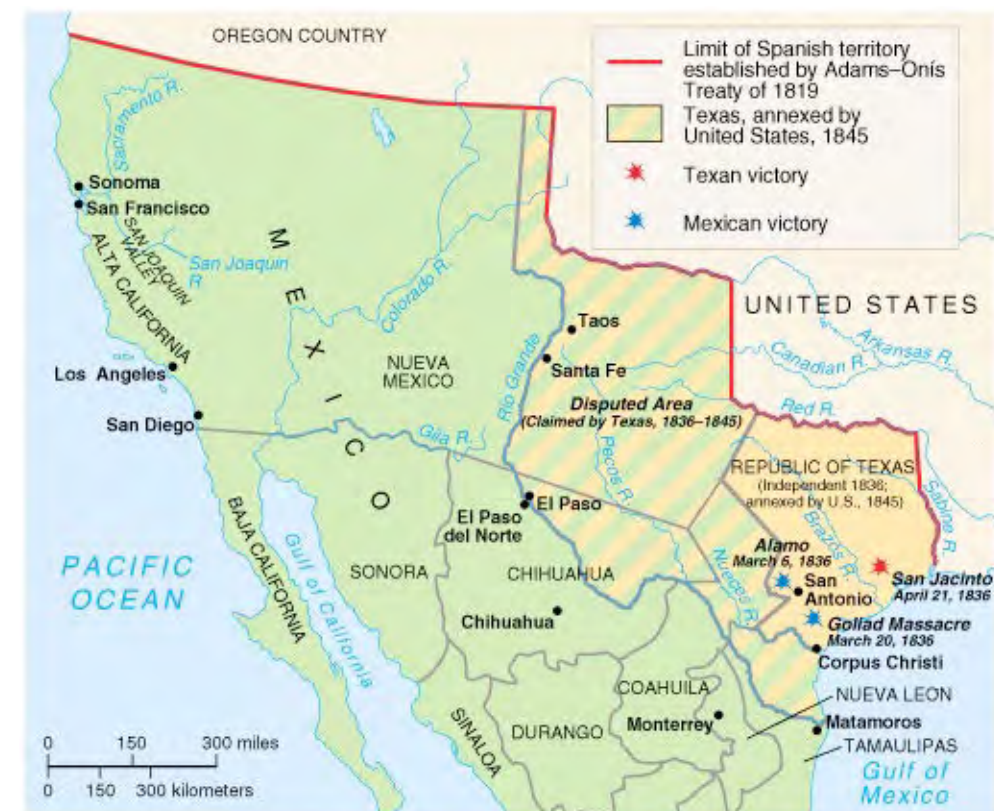 OREGON COUNTRY
Limit of Spanish territory
established by Adams–Onís
Treaty of 1819
Texas, annexed by
United States, 1845
Texan victory
Mexican victory
Sacramento R.
Sonoma
San Francisco
SAN JOAQUIN
VALLEY
San Joaquin
R
ALTA CALIFORNIA
MEXICO
Colorado R.
UNITED STATES
Arkansas R.
Canadian R.
Taos
Santa Fe
Rio Grande
NUEVA
MEXICO
Los Angeles
San Diego
Gila R.
Disputed Area
(Claimed by Texas, 1836–1845)
Red R.
Pecos R.
REPUBLIC OF TEXAS
(Independent 1836;
annexed by U.S., 1845)
Sabine R.
Brazos R.
El Paso
El Paso
del Norte
BAJA CALIFORNIA
Gulf of California
PACIFIC
OCEAN
SONORA
CHIHUAHUA
Chihuahua
Nueces R.
Alamo
March 6, 1836
San
Antonio
San Jacinto
April 21, 1836
Goliad Massacre
March 20, 1836
Corpus Christi
COAHUILA
NUEVA LEON
Monterrey
Matamoros
DURANGO
SINALOA
TAMAULIPAS
Gulf of
Mexico
0 150 300 miles
0 150 300 kilometers